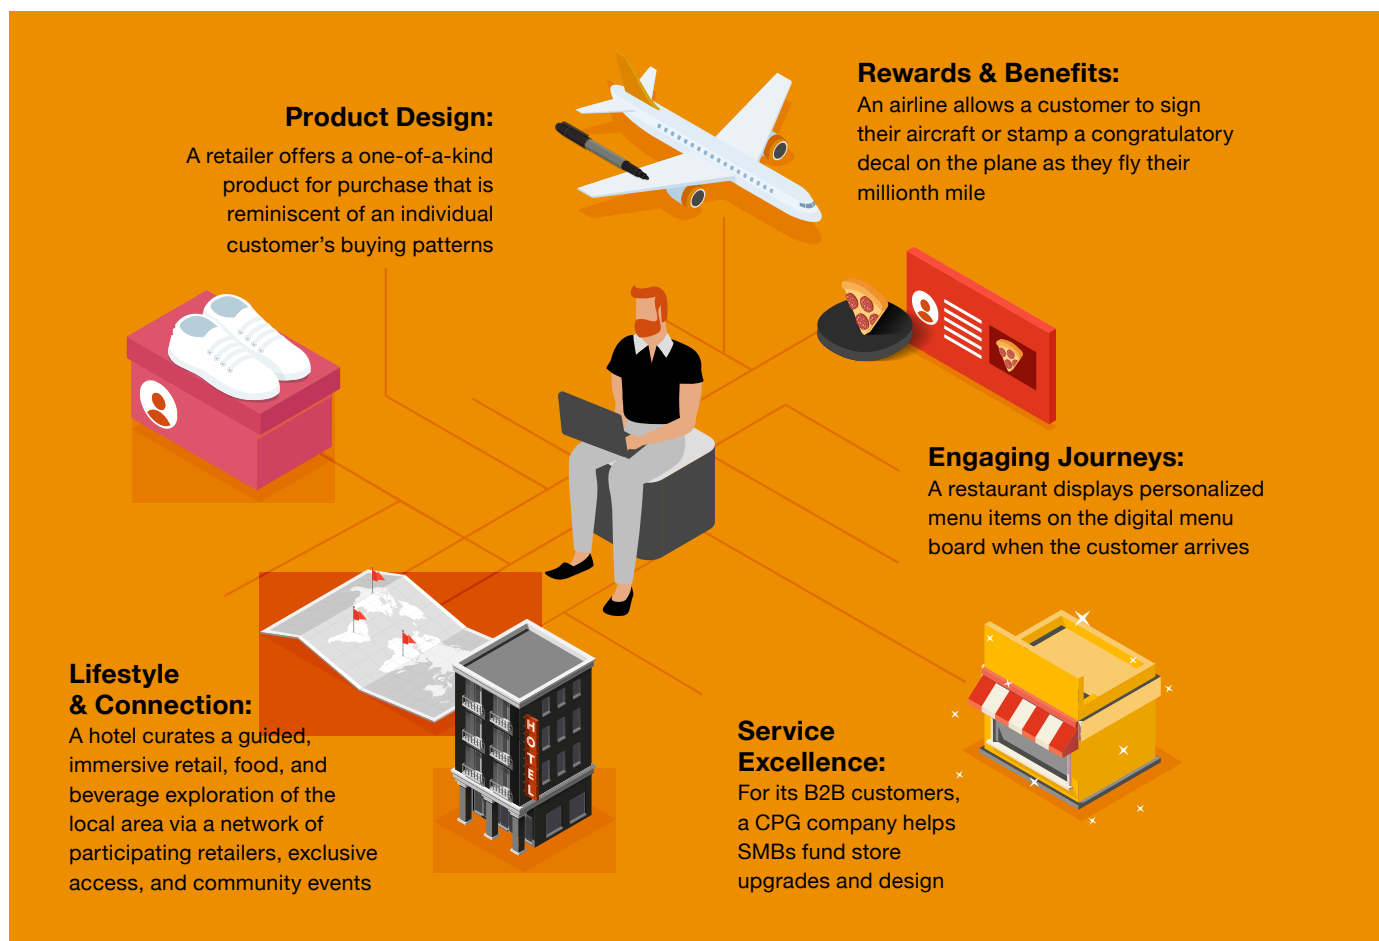 Product Design:
A retailer offers a one-of-a-kind
product for purchase that is
reminiscent of an individual
customer’s buying patterns
Rewards & Benefits:
An airline allows a customer to sign
their aircraft or stamp a congratulatory
decal on the plane as they fly their
millionth mile
Engaging Journeys:
A restaurant displays personalized
menu items on the digital menu
board when the customer arrives
Lifestyle
& Connection:
A hotel curates a guided,
immersive retail, food, and
beverage exploration of the
local area via a network of
participating retailers, exclusive
access, and community events
HOTEL
Service
Excellence:
For its B2B customers,
a CPG company helps
SMBs fund store
upgrades and design